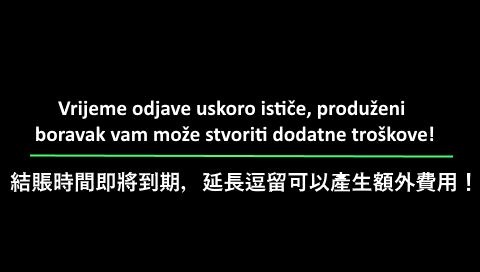 Vrijeme odjave uskoro ističe, produženi
boravak vam može stvoriti dodatne troškove!
結賬時間即將到期，延長逗留可以產生額外費用！